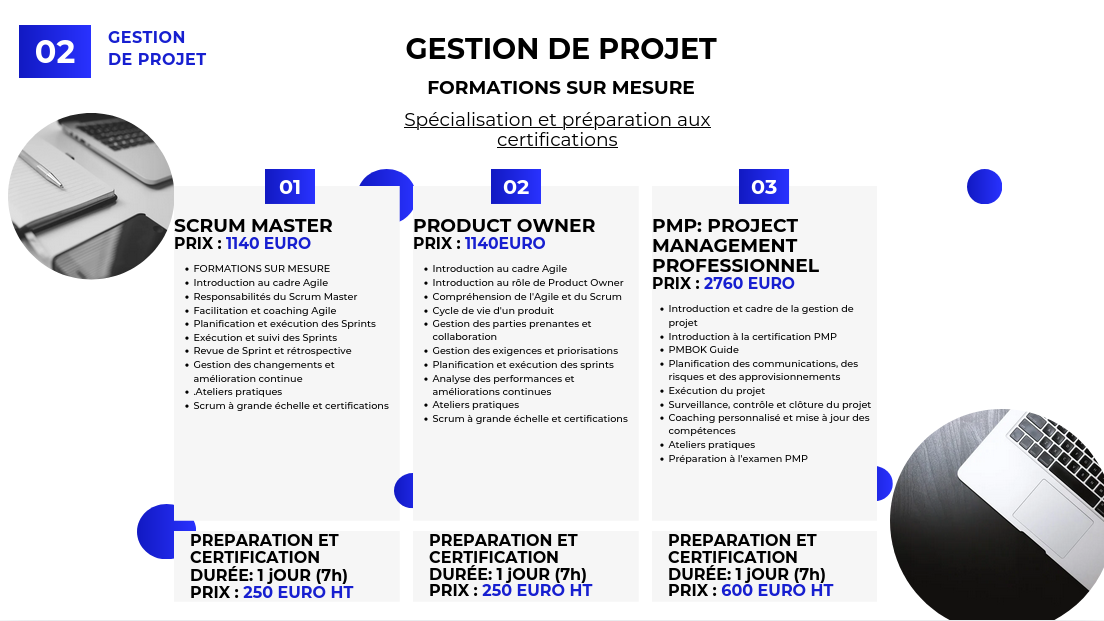 02
GESTION
DE PROJET
GESTION DE PROJET
FORMATIONS SUR MESURE
Spécialisation et préparation aux
certifications
01
SCRUM MASTER
PRIX : 1140 EURO
• FORMATIONS SUR MESURE
• Introduction au cadre Agile
• Responsabilités du Scrum Master
• Facilitation et coaching Agile
• Planification et exécution des Sprints
• Exécution et suivi des Sprints
• Revue de Sprint et rétrospective
• Gestion des changements et
amélioration continue
• .Ateliers pratiques
• Scrum à grande échelle et certifications
PREPARATION ET
CERTIFICATION
DURÉE: 1 jOUR (7h)
PRIX : 250 EURO HT
02
PRODUCT OWNER
PRIX : 1140EURO
• Introduction au cadre Agile
• Introduction au rôle de Product Owner
• Compréhension de l'Agile et du Scrum
• Cycle de vie d'un produit
• Gestion des parties prenantes et
collaboration
• Gestion des exigences et priorisations
• Planification et exécution des sprints
• Analyse des performances et
améliorations continues
• Ateliers pratiques
• Scrum à grande échelle et certifications
PREPARATION ET
CERTIFICATION
DURÉE: 1 jOUR (7h)
PRIX : 250 EURO HT
03
PMP: PROJECT
MANAGEMENT
PROFESSIONNEL
PRIX : 2760 EURO
• Introduction et cadre de la gestion de
projet
• Introduction à la certification PMP
• PMBOK Guide
• Planification des communications, des
risques et des approvisionnements
• Exécution du projet
• Surveillance, contrôle et clôture du projet
• Coaching personnalisé et mise à jour des
compétences
• Ateliers pratiques
• Préparation à l'examen PMP
PREPARATION ET
CERTIFICATION
DURÉE: 1 jOUR (7h)
PRIX : 600 EURO HT